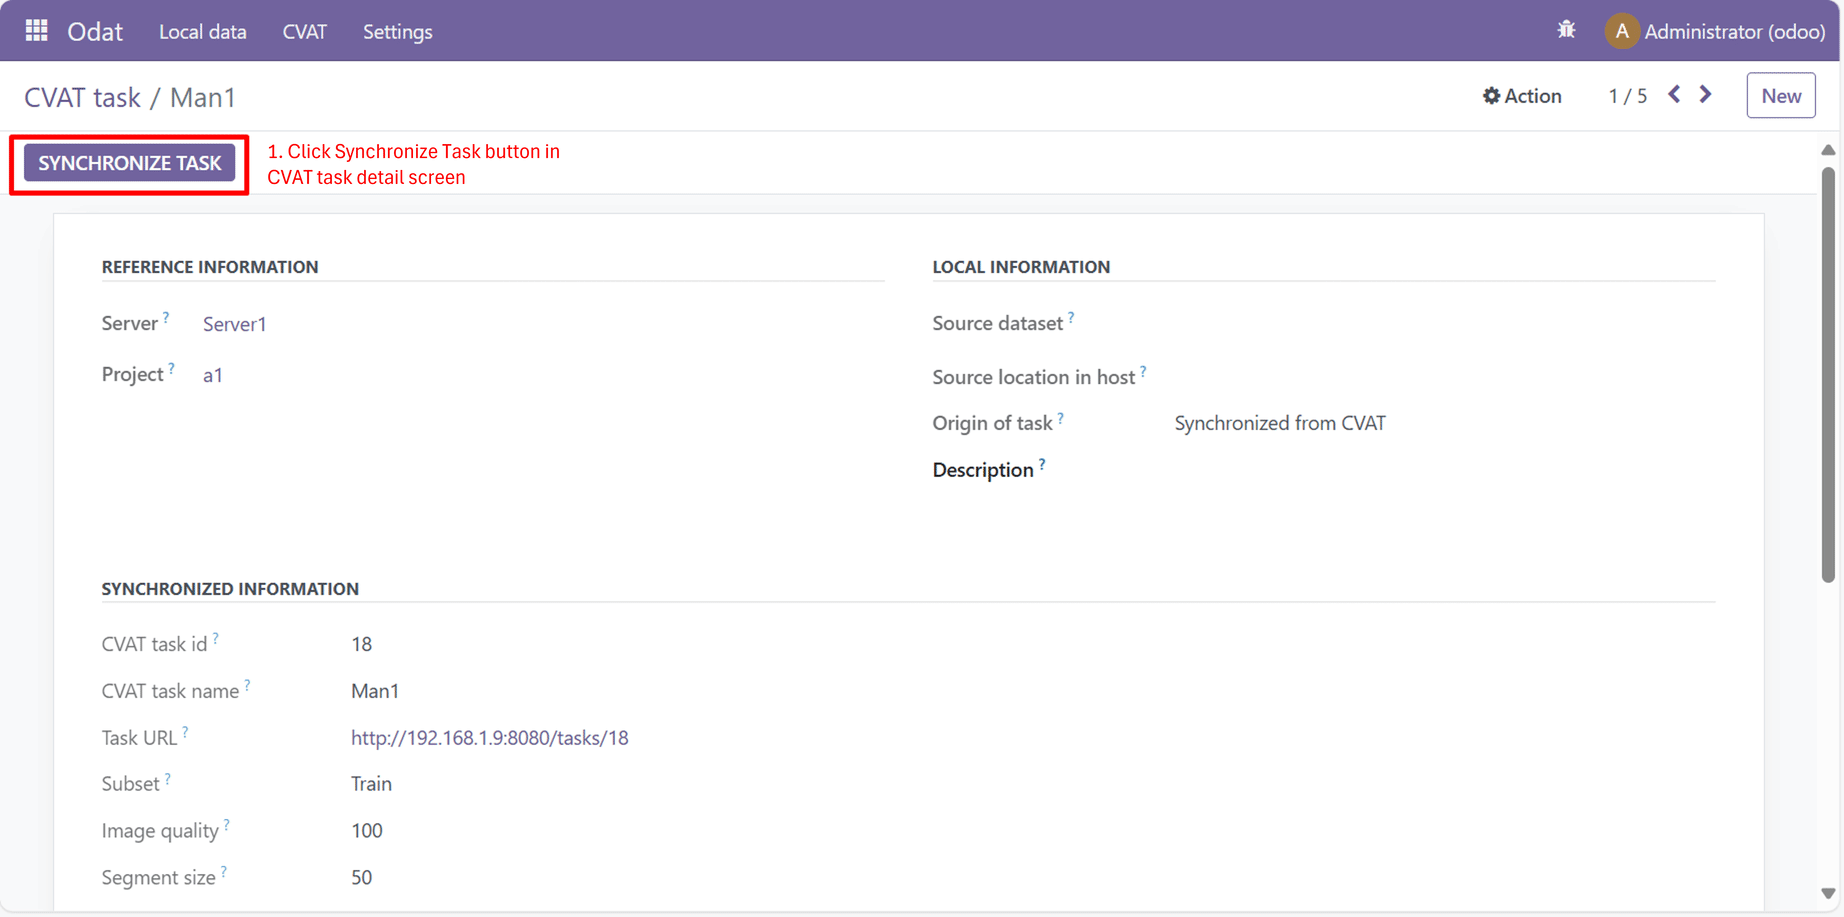 Odat Local data CVAT Settings A Administrator (odoo)
CVAT task / Man1 Action 1 / 5 New
SYNCHRONIZE TASK
1. Click Synchronize Task button in
CVAT task detail screen
REFERENCE INFORMATION
Server ? Server1
Project ? a1
LOCAL INFORMATION
Source dataset ?
Source location in host ?
Origin of task ? Synchronized from CVAT
Description ?
SYNCHRONIZED INFORMATION
CVAT task id ? 18
CVAT task name ? Man1
Task URL ? http://192.168.1.9:8080/tasks/18
Subset ? Train
Image quality ? 100
Segment size ? 50